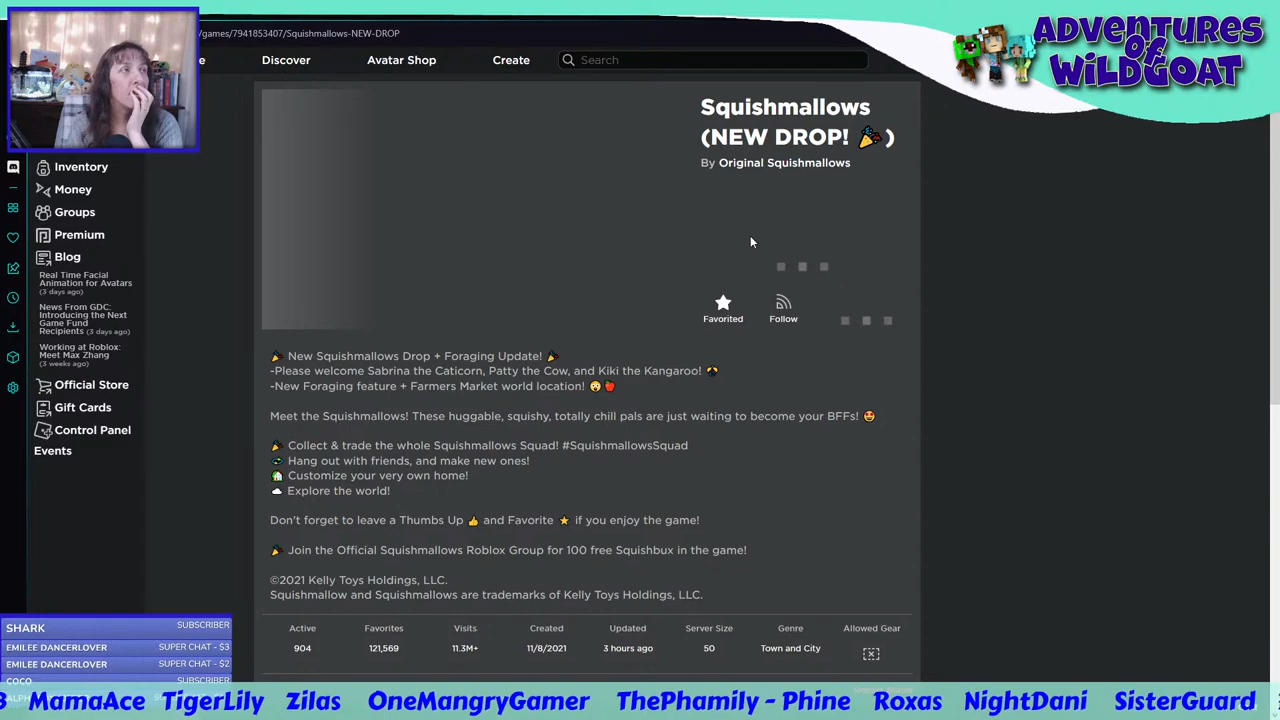 /games/7941853407/Squishmallows-NEW-DROP
Adventures
of
WildGoat
Discover
Avatar Shop
Create
Search
Squishmallows
(NEW DROP! 🎉)
By Original Squishmallows
Inventory
Money
Groups
Premium
Blog
Real Time Facial
Animation for Avatars
(3 days ago)
News From GDC:
Introducing the Next
Game Fund
Recipients (3 days ago)
Working at Roblox:
Meet Max Zhang
(3 weeks ago)
Official Store
Gift Cards
Control Panel
Events
Favorited
Follow
🎉 New Squishmallows Drop + Foraging Update! 🎉
-Please welcome Sabrina the Caticorn, Patty the Cow, and Kiki the Kangaroo!
-New Foraging feature + Farmers Market world location! 😮🍎
Meet the Squishmallows! These huggable, squishy, totally chill pals are just waiting to become your BFFs! 😍
🎉 Collect & trade the whole Squishmallows Squad! #SquishmallowsSquad
Hang out with friends, and make new ones!
🏠 Customize your very own home!
☁️ Explore the world!
Don't forget to leave a Thumbs Up 👍 and Favorite ⭐ if you enjoy the game!
🎉 Join the Official Squishmallows Roblox Group for 100 free Squishbux in the game!
©2021 Kelly Toys Holdings, LLC.
Squishmallow and Squishmallows are trademarks of Kelly Toys Holdings, LLC.
Active Favorites Visits Created Updated Server Size Genre Allowed Gear
904 121,569 11.3M+ 11/8/2021 3 hours ago 50 Town and City
SHARK SUBSCRIBER
EMILEE DANCERLOVER SUPER CHAT - $3
EMILEE DANCERLOVER SUPER CHAT - $2
COCO SUBSCRIBER
MamaAce TigerLily Zilas OneMangryGamer ThePhamily - Phine Roxas NightDani SisterGuard